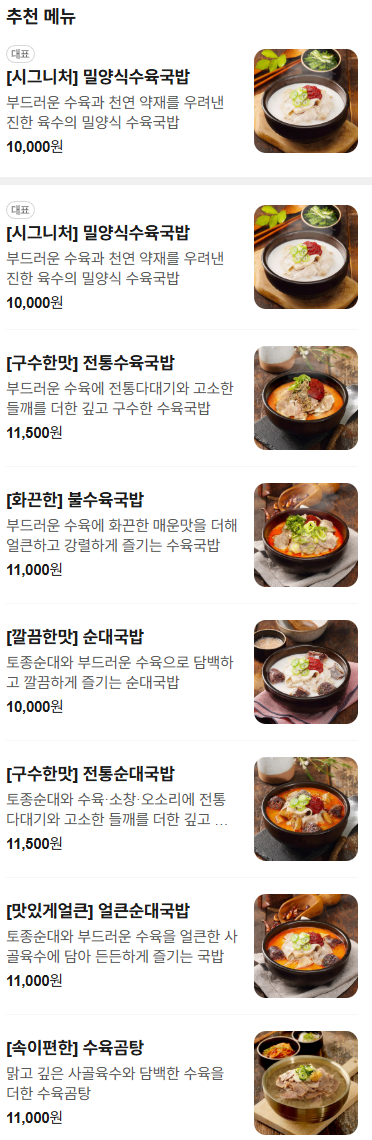 추천 메뉴
대표
[시그니처] 밀양식수육국밥
부드러운 수육과 천연 약재를 우려낸
진한 육수의 밀양식 수육국밥
10,000원
대표
[시그니처] 밀양식수육국밥
부드러운 수육과 천연 약재를 우려낸
진한 육수의 밀양식 수육국밥
10,000원
[구수한맛] 전통수육국밥
부드러운 수육에 전통다대기와 고소한
들깨를 더한 깊고 구수한 수육국밥
11,500원
[화끈한] 불수육국밥
부드러운 수육에 화끈한 매운맛을 더해
얼큰하고 강렬하게 즐기는 수육국밥
11,000원
[깔끔한맛] 순대국밥
토종순대와 부드러운 수육으로 담백하
고 깔끔하게 즐기는 순대국밥
10,000원
[구수한맛] 전통순대국밥
토종순대와 수육·소창·오소리에 전통
다대기와 고소한 들깨를 더한 깊고 ...
11,500원
[맛있게얼큰] 얼큰순대국밥
토종순대와 부드러운 수육을 얼큰한 사
골육수에 담아 든든하게 즐기는 국밥
11,000원
[속이편한] 수육곰탕
맑고 깊은 사골육수와 담백한 수육을
더한 수육곰탕
11,000원